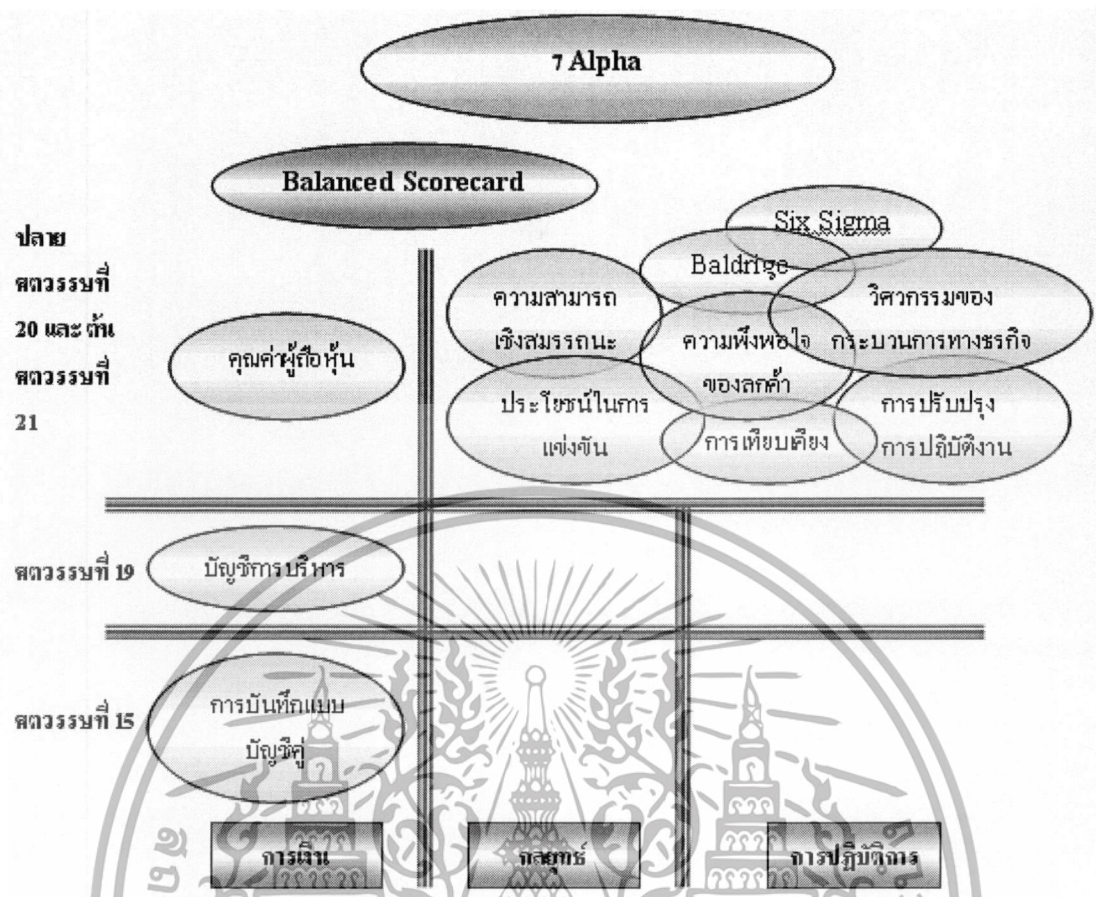 7 Alpha
Balanced Scorecard
Six Sigma
Baldrige
ปลาย
ศตวรรษที่
20 และ ต้น
ศตวรรษที่
21
คุณค่าผู้ถือหุ้น
ความสามารถ
เชิงสมรรถนะ
ความพึงพอใจ
ของลกค้า
วิศวกรรมของ
กระบวนการทางธรกิจ
ประโยชน์ในการ
แข่งขัน
การเทียบเคียง
การปรับปรุง
การปฏิบัติงาน
ศตวรรษที่ 19
บัญชีการบริหาร
ศตวรรษที่ 15
การบันทึกแบบ
บัญชีคู่
การเงิน
กลยุทธ์
การปฏิบัติการ